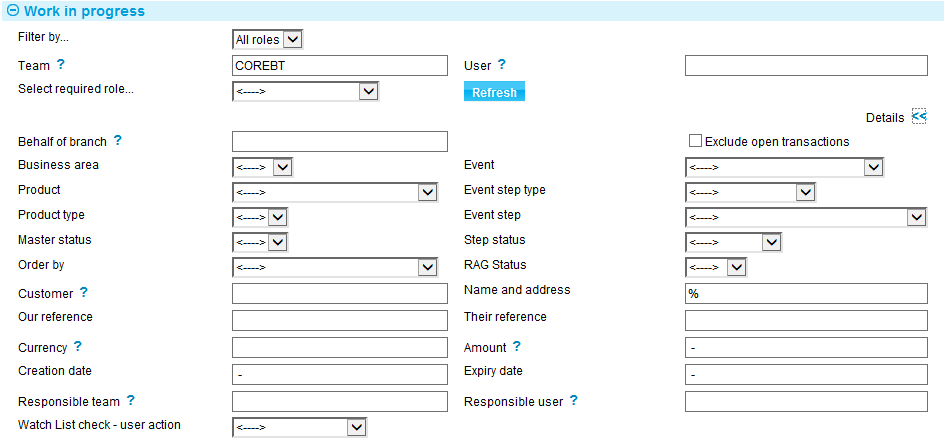 Work in progress
Filter by... All roles
Team ? COREBT User ?
Select required role... <----> Refresh
Details <<
Behalf of branch ? Exclude open transactions
Business area <----> Event <---->
Product <----> Event step type <---->
Product type <----> Event step <---->
Master status <----> Step status <---->
Order by <----> RAG Status <---->
Customer ? Name and address %
Our reference Their reference
Currency ? Amount ? -
Creation date - Expiry date -
Responsible team ? Responsible user ?
Watch List check - user action <---->